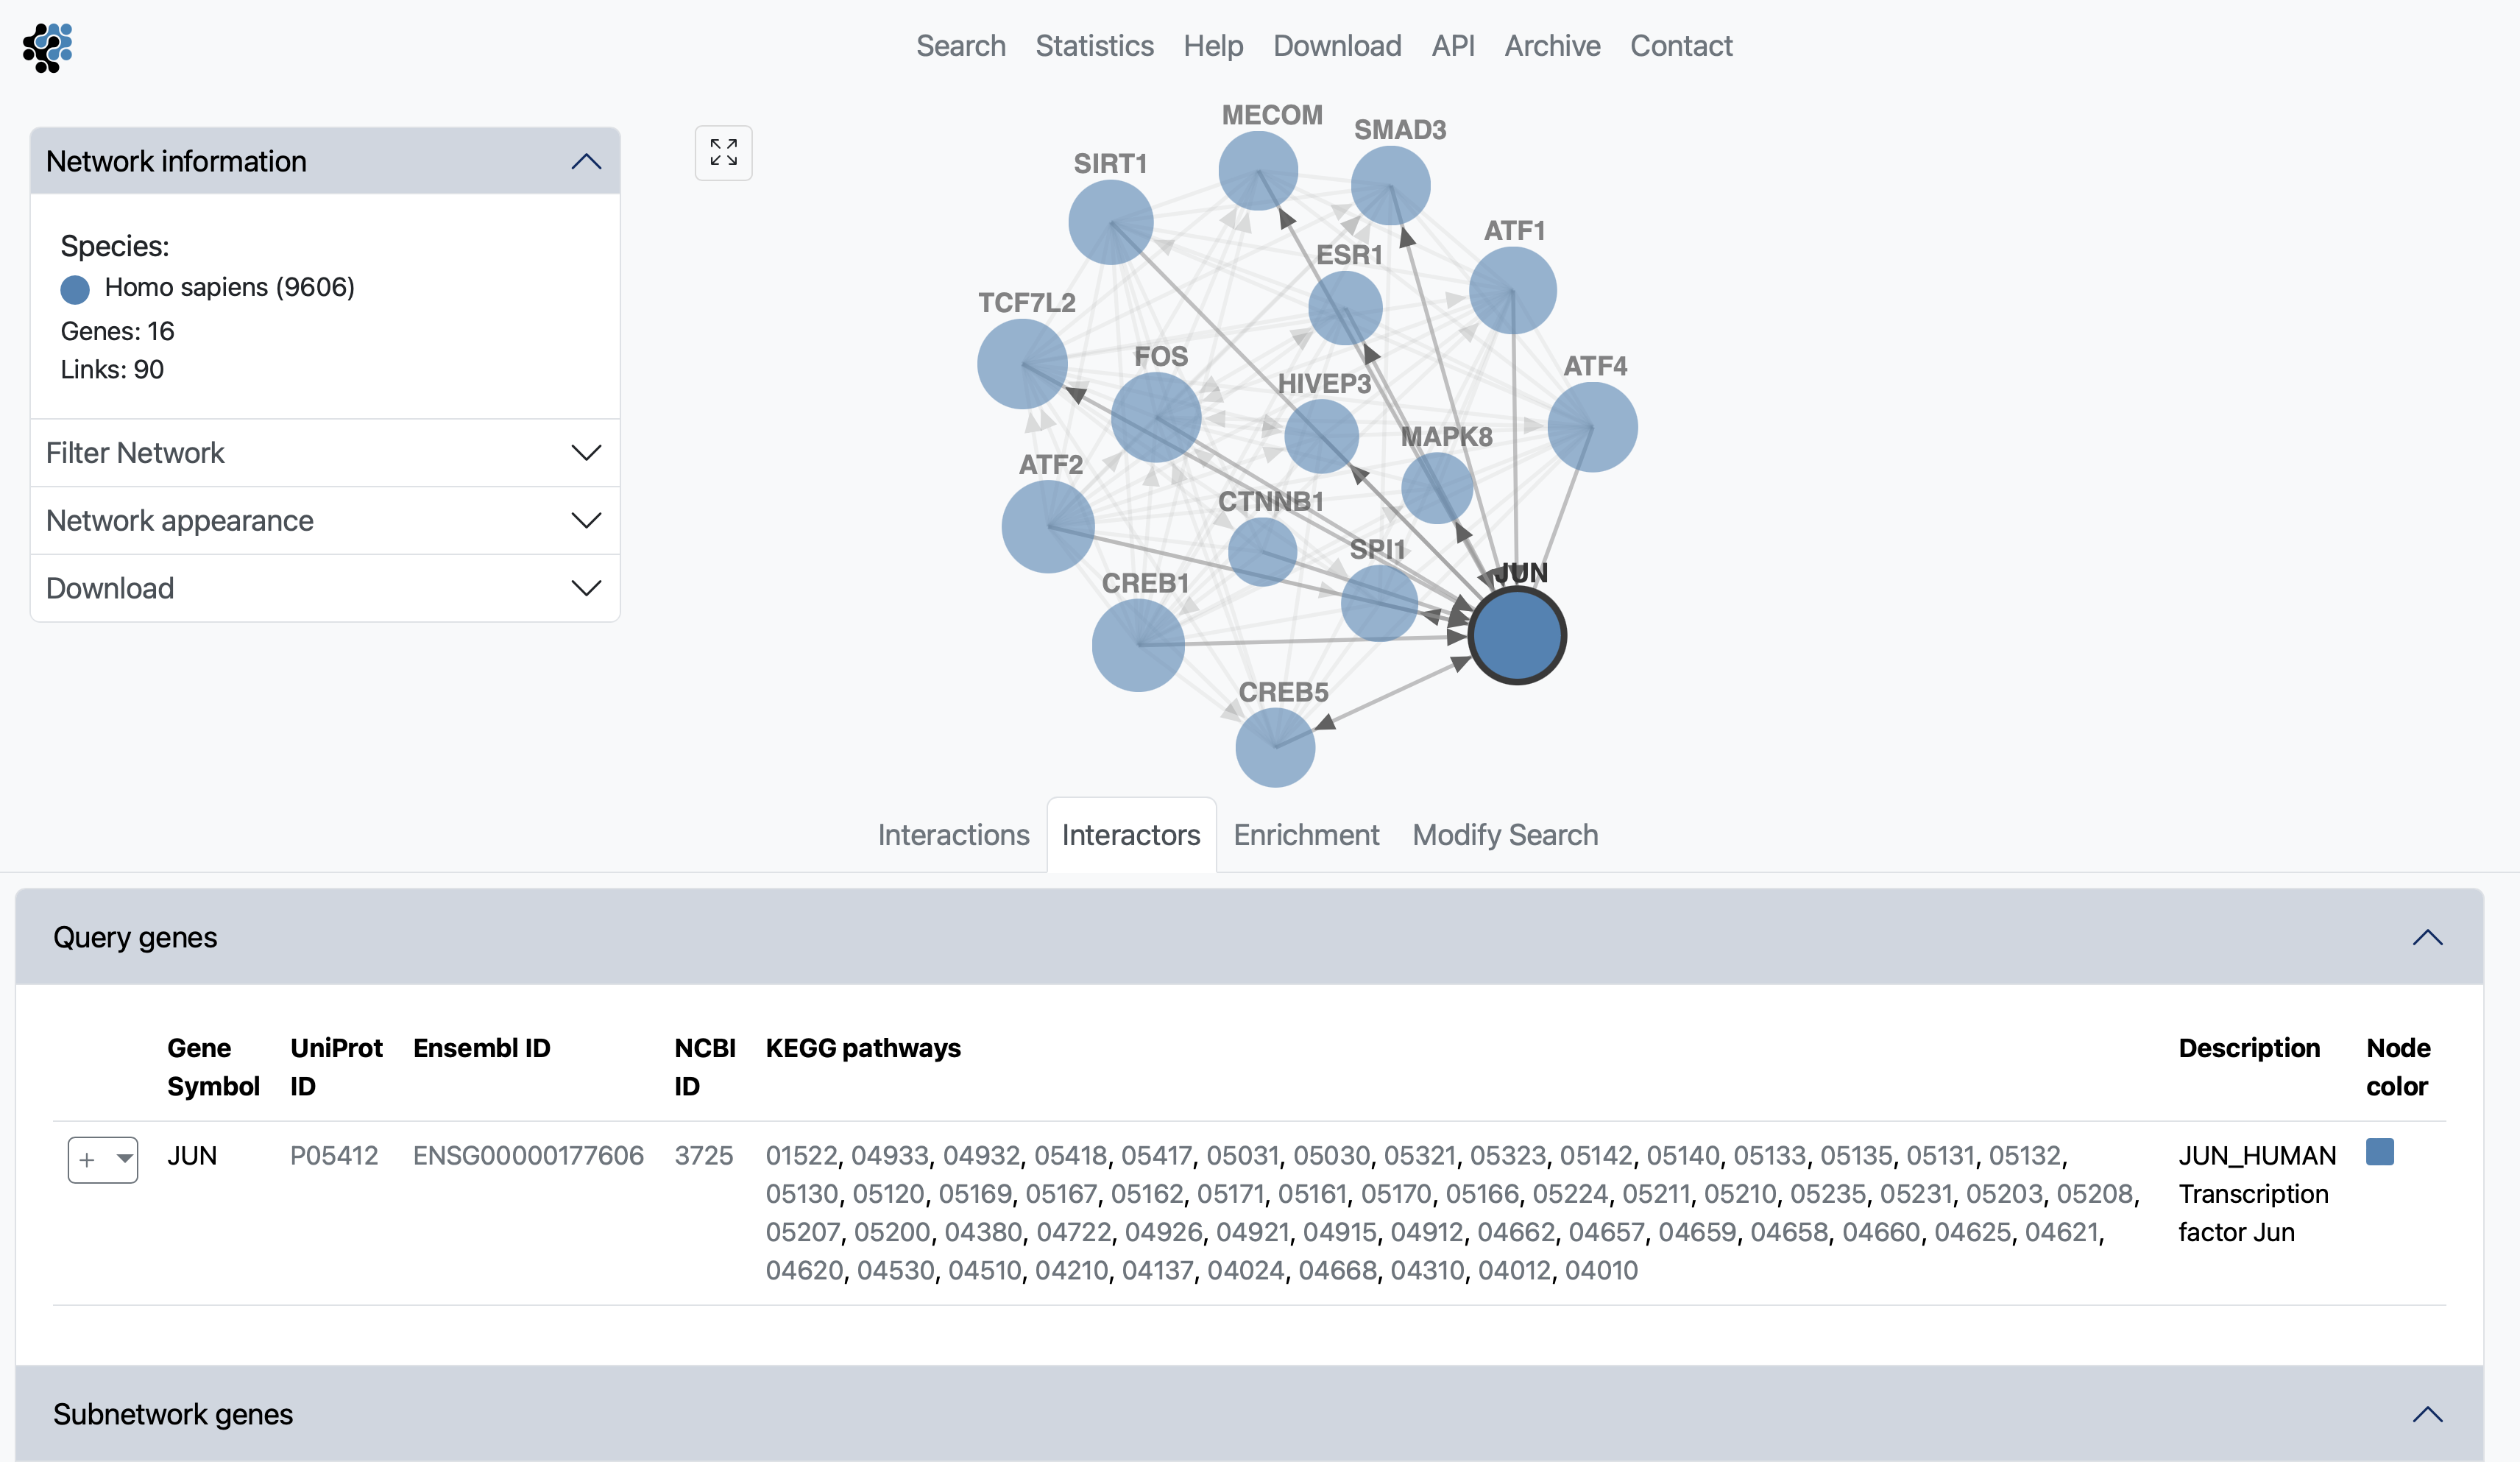 Search Statistics Help Download API Archive Contact
Network information
Species:
Homo sapiens (9606)
Genes: 16
Links: 90
Filter Network
Network appearance
Download
MECOM
SMAD3
SIRT1
ATF1
ESR1
TCF7L2
FOS
ATF4
HIVEP3
MAPK8
ATF2
CTNNB1
SPI1
JUN
CREB1
CREB5
Interactions Interactors Enrichment Modify Search
Query genes
Gene Symbol UniProt ID Ensembl ID NCBI ID KEGG pathways Description Node color
JUN P05412 ENSG00000177606 3725 01522, 04933, 04932, 05418, 05417, 05031, 05030, 05321, 05323, 05142, 05140, 05133, 05135, 05131, 05132, JUN_HUMAN
05130, 05120, 05169, 05167, 05162, 05171, 05161, 05170, 05166, 05224, 05211, 05210, 05235, 05231, 05203, 05208, Transcription
05207, 05200, 04380, 04722, 04926, 04921, 04915, 04912, 04662, 04657, 04659, 04658, 04660, 04625, 04621, factor Jun
04620, 04530, 04510, 04210, 04137, 04024, 04668, 04310, 04012, 04010
Subnetwork genes